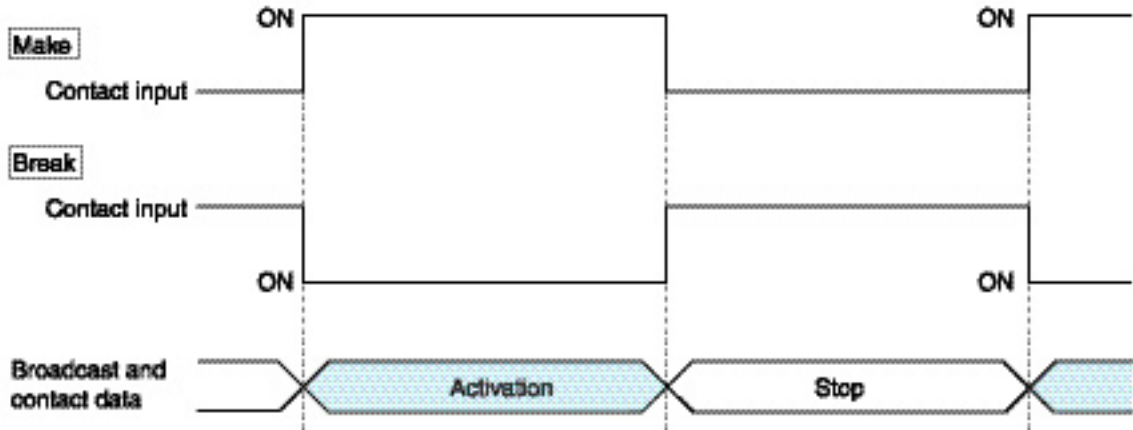 ON ON
Make
Contact input
Break
Contact input
ON ON
Broadcast and
contact data
Activation Stop